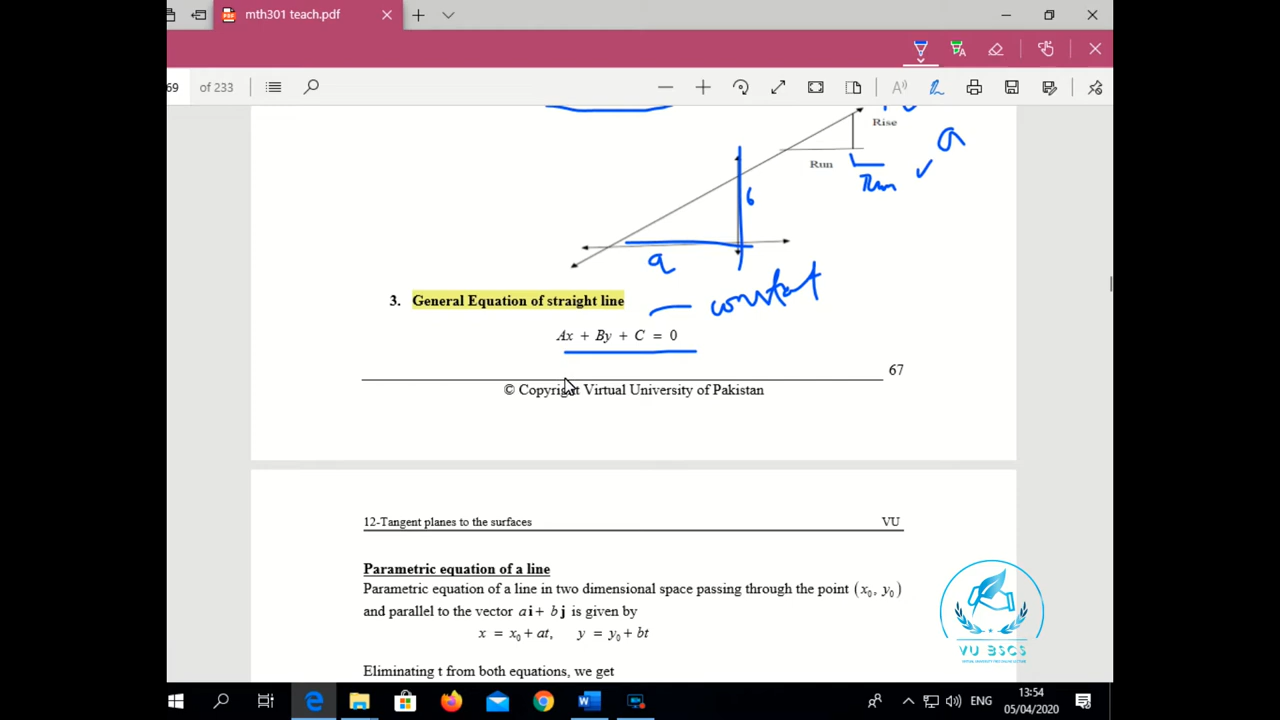 mth301 teach.pdf
69 of 233
Rise
a
Run
Run
b
a
3. General Equation of straight line
constant
Ax + By + C = 0
67
© Copyright Virtual University of Pakistan
12-Tangent planes to the surfaces VU
Parametric equation of a line
Parametric equation of a line in two dimensional space passing through the point (x₀, y₀)
and parallel to the vector a i + b j is given by
x = x₀ + at, y = y₀ + bt
Eliminating t from both equations, we get
VU BSCS
ENG
13:54
05/04/2020